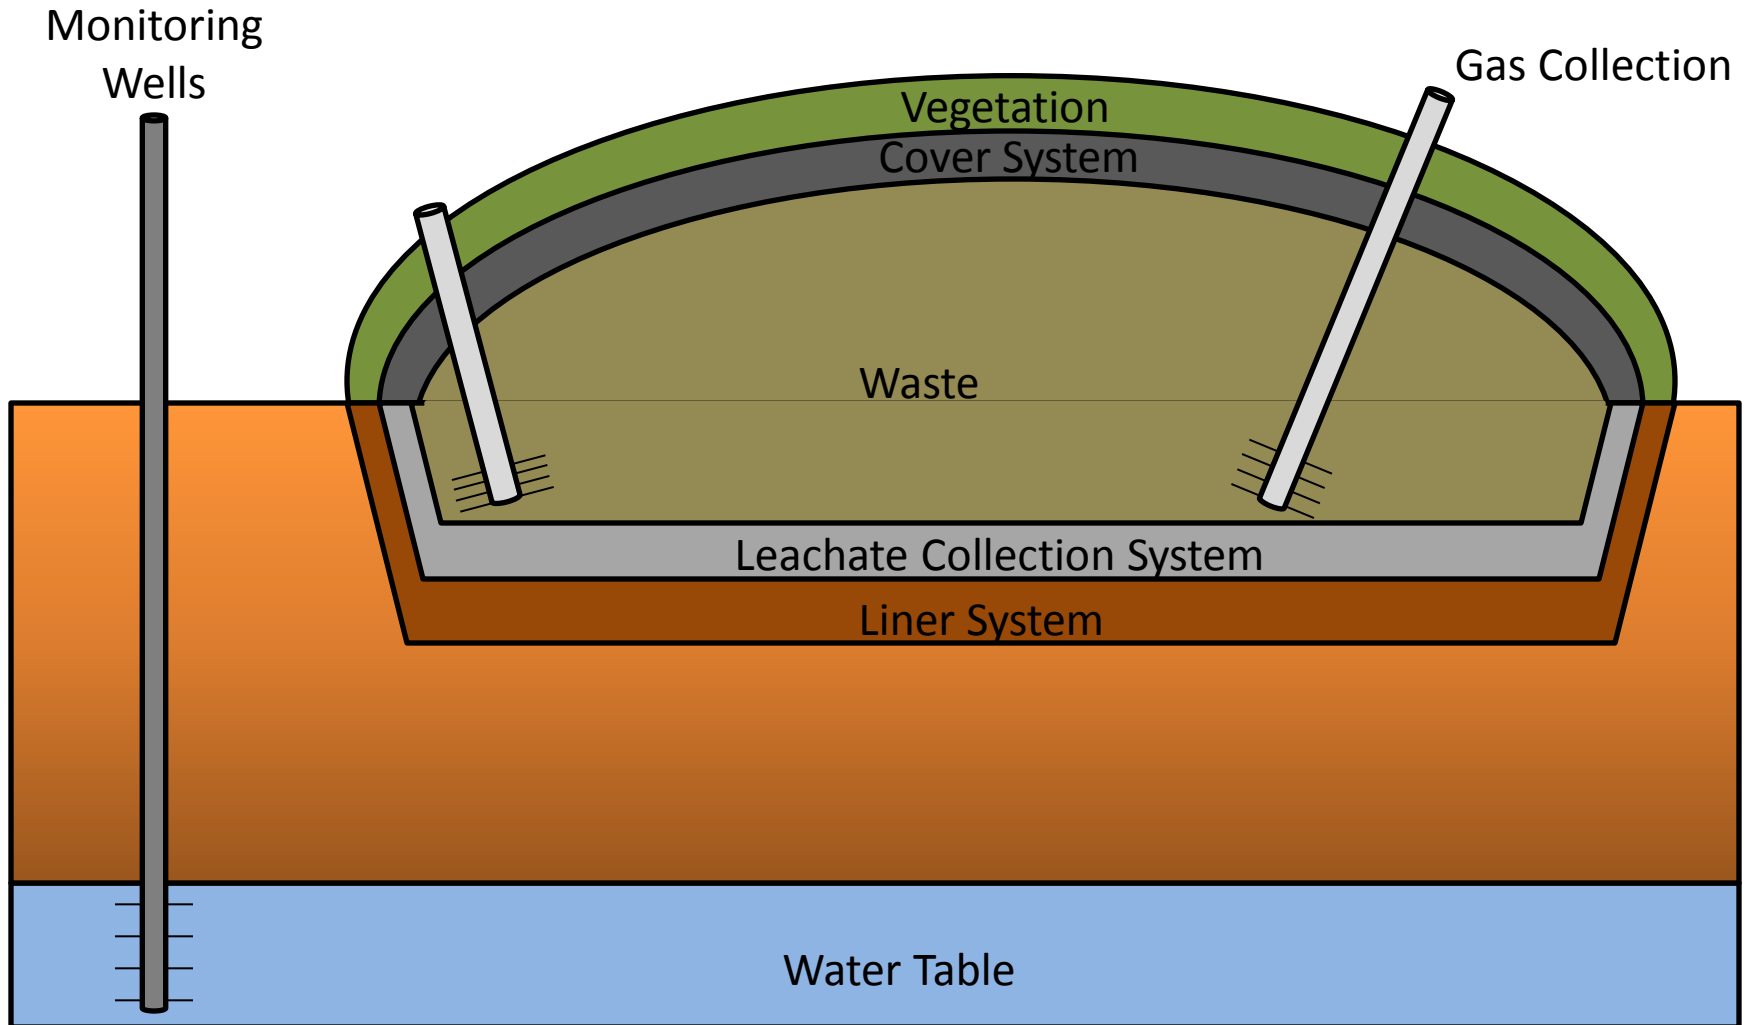 Monitoring
Wells
Gas Collection
Vegetation
Cover System
Waste
Leachate Collection System
Liner System
Water Table